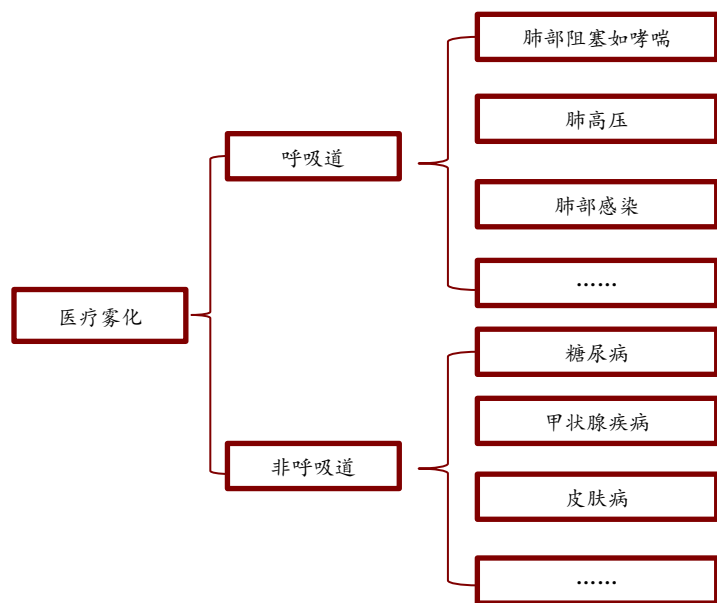 医疗雾化
呼吸道
肺部阻塞如哮喘
肺高压
肺部感染
……
非呼吸道
糖尿病
甲状腺疾病
皮肤病
……